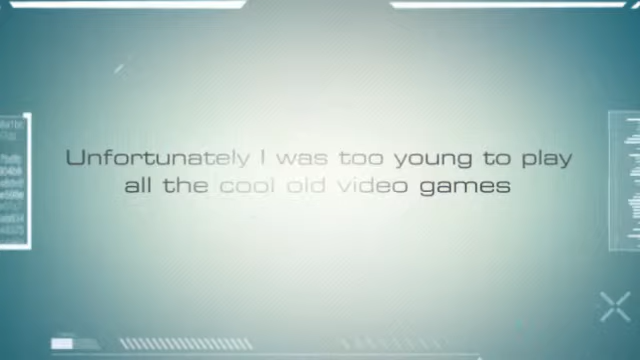 Unfortunately I was too young to play
all the cool old video games